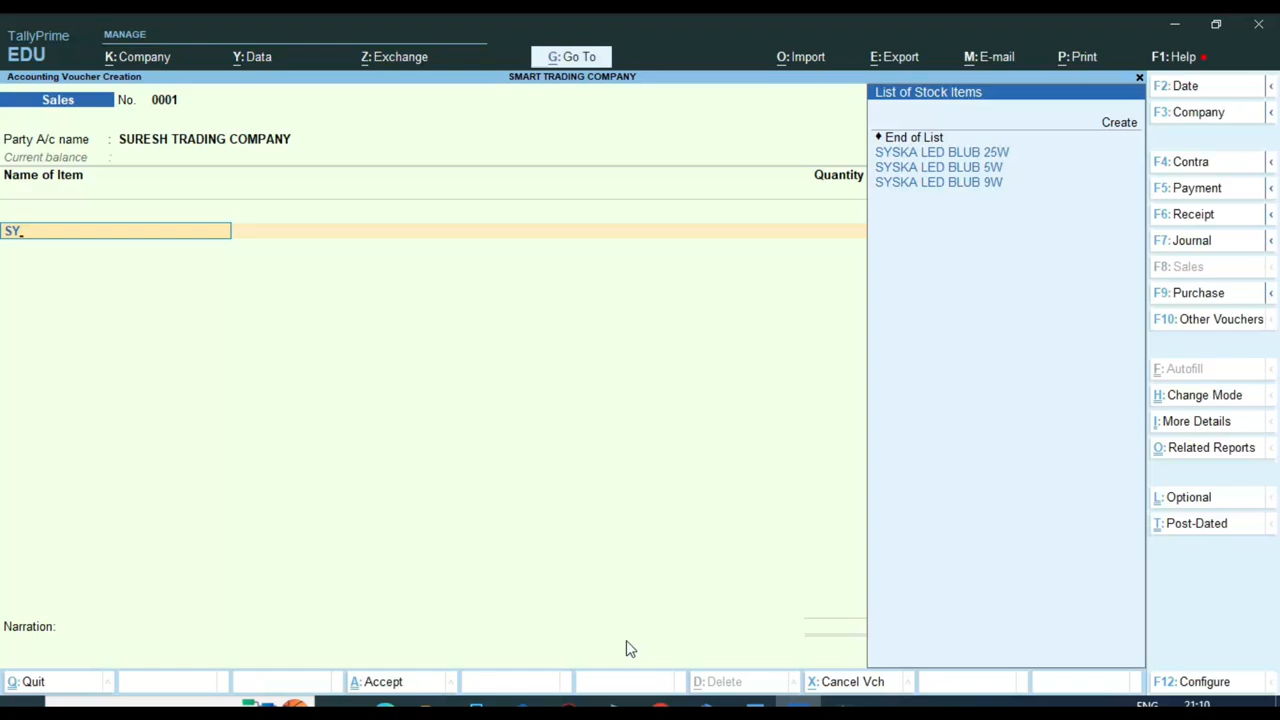 TallyPrime
EDU
MANAGE
K: Company
Y: Data
Z: Exchange
G: Go To
O: Import
E: Export
M: E-mail
P: Print
F1: Help
Accounting Voucher Creation
SMART TRADING COMPANY
Sales No. 0001
Party A/c name : SURESH TRADING COMPANY
Current balance :
Name of Item Quantity
SY
Narration:
List of Stock Items
Create
♦ End of List
SYSKA LED BLUB 25W
SYSKA LED BLUB 5W
SYSKA LED BLUB 9W
F2: Date
F3: Company
F4: Contra
F5: Payment
F6: Receipt
F7: Journal
F8: Sales
F9: Purchase
F10: Other Vouchers
F: Autofill
H: Change Mode
I: More Details
O: Related Reports
L: Optional
T: Post-Dated
Q: Quit
A: Accept
D: Delete
X: Cancel Vch
F12: Configure
ENG 21:10